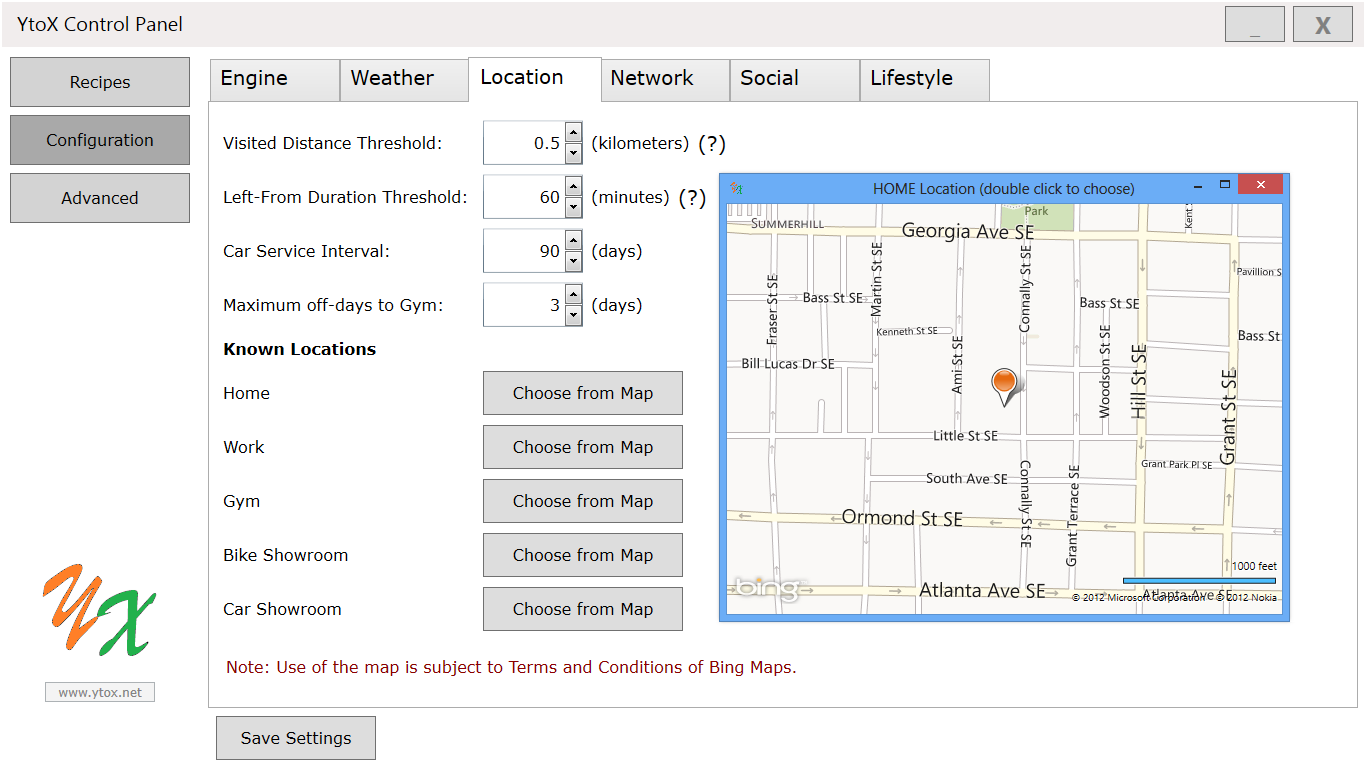 YtoX Control Panel
_ X
Recipes
Configuration
Advanced
Engine Weather Location Network Social Lifestyle
Visited Distance Threshold: 0.5 (kilometers) (?)
Left-From Duration Threshold: 60 (minutes) (?)
Car Service Interval: 90 (days)
Maximum off-days to Gym: 3 (days)
Known Locations
Home Choose from Map
Work Choose from Map
Gym Choose from Map
Bike Showroom Choose from Map
Car Showroom Choose from Map
Note: Use of the map is subject to Terms and Conditions of Bing Maps.
Save Settings
YX
www.ytox.net
HOME Location (double click to choose)
Park
SUMMERHILL
Georgia Ave SE
Kent S
Martin St SE
Connally St SE
Fraser St SE
Pavillion S
Bass St SE
Bass St SE
Kenneth St SE
Bass St
Ami St SE
Woodson St SE
Bill Lucas Dr SE
Hill St SE
Grant St SE
Little St SE
Grant Park Pl SE
South Ave SE
Connally St SE
Grant Terrace SE
Ormond St SE
1000 feet
bing
Atlanta Ave SE
Atlanta Ave SE
© 2012 Microsoft Corporation © 2012 Nokia